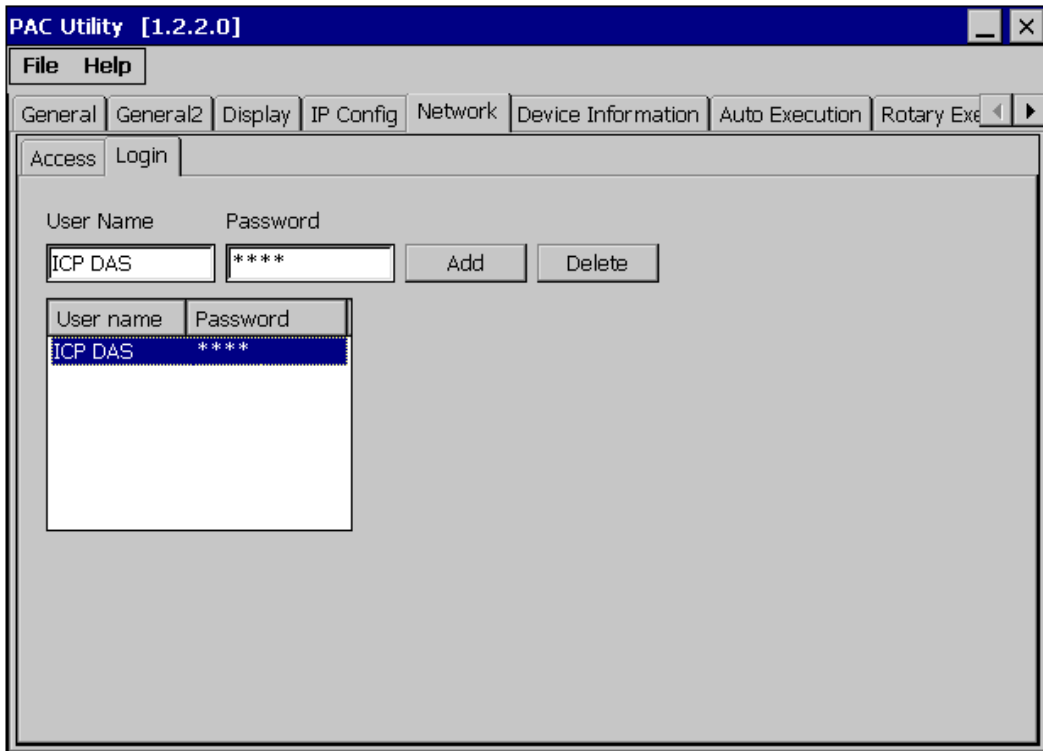 PAC Utility [1.2.2.0]
File Help
General General2 Display IP Config Network Device Information Auto Execution Rotary Exe
Access Login
User Name Password
ICP DAS **** Add Delete
User name Password
ICP DAS ****